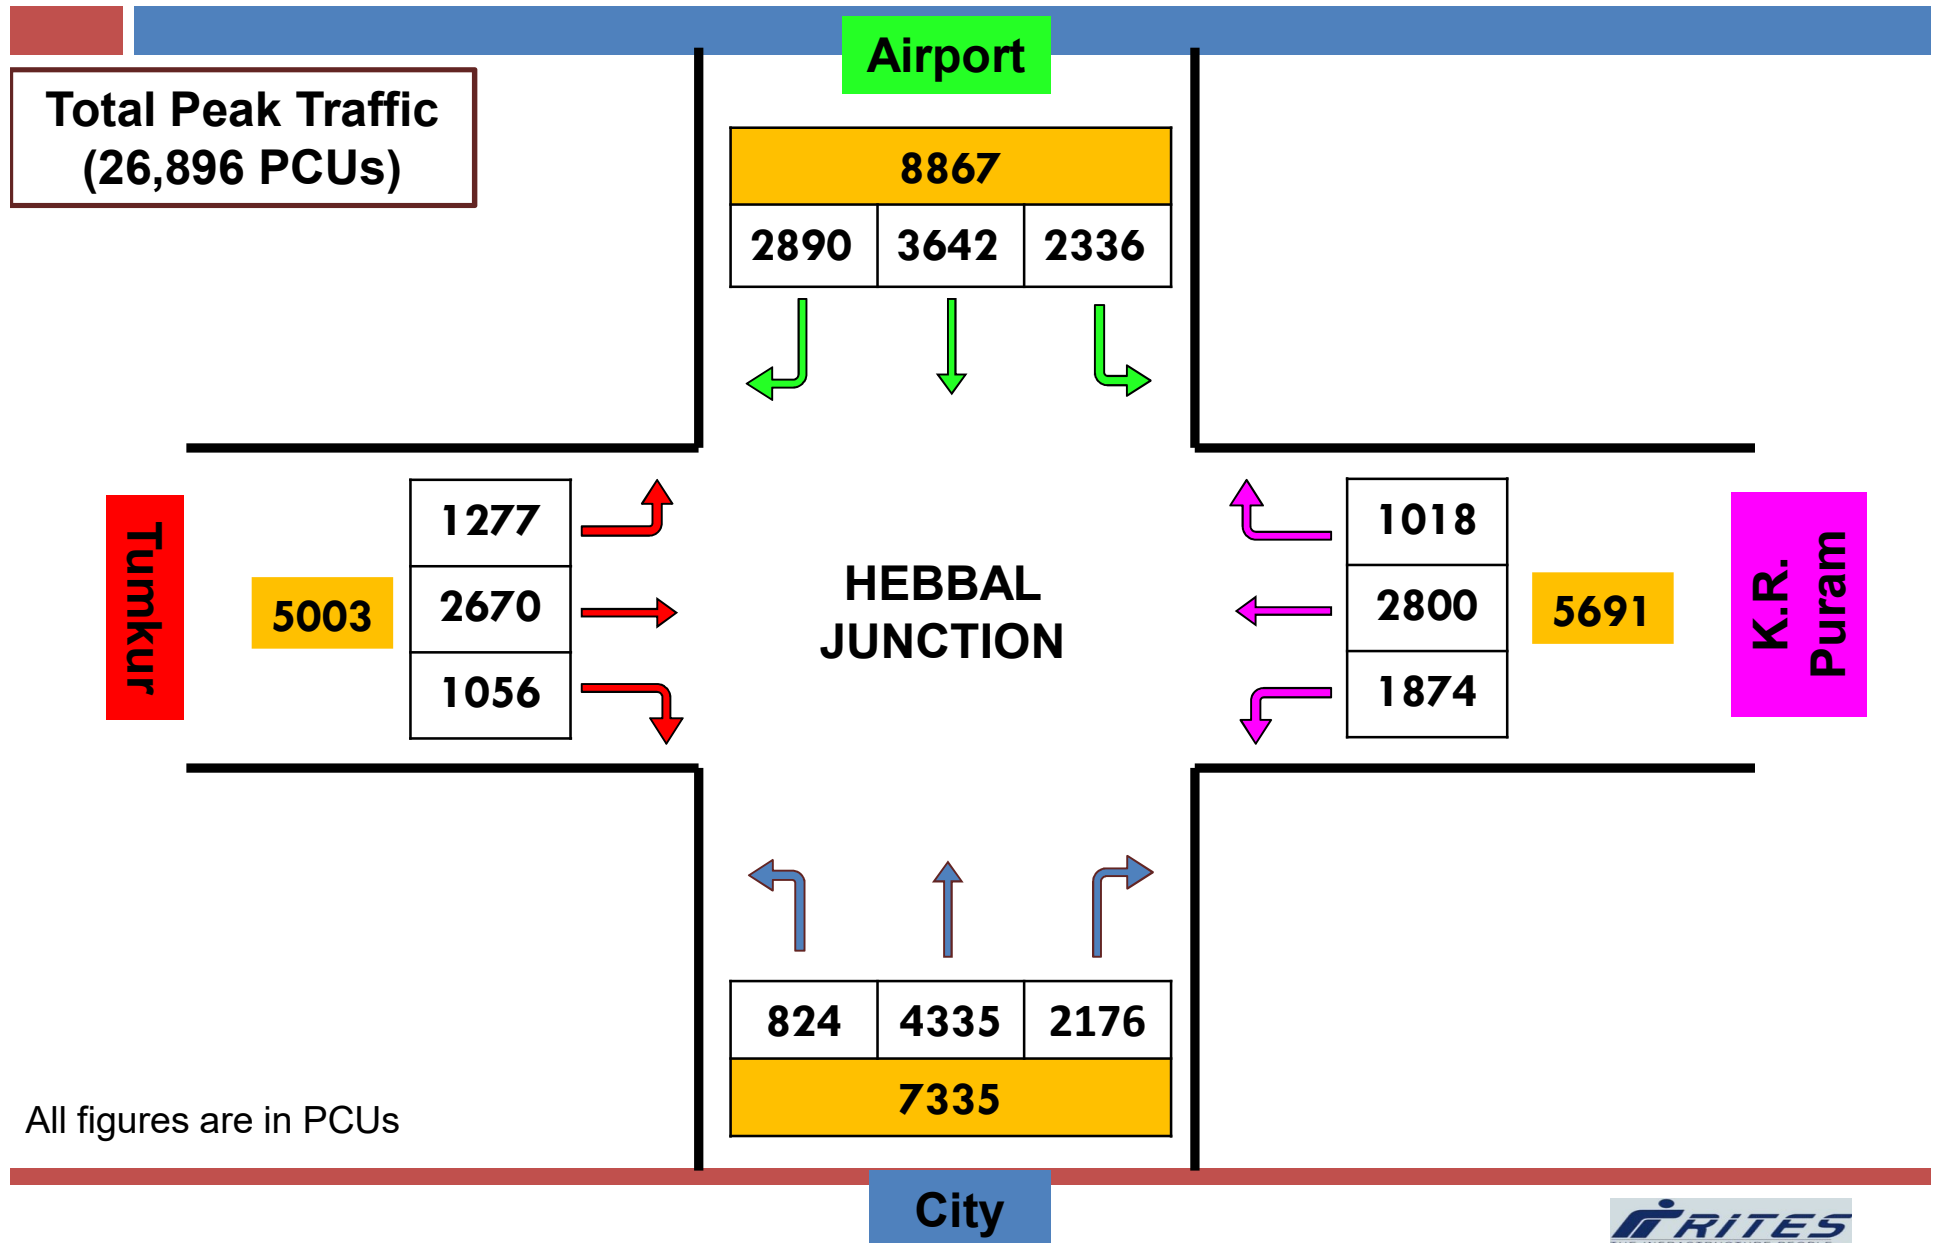 Airport
Total Peak Traffic
(26,896 PCUs)
8867
2890 3642 2336
Tumkur
5003
1277
2670
1056
HEBBAL
JUNCTION
1018
2800
1874
5691
K.R.
Puram
824 4335 2176
7335
All figures are in PCUs
City
RITES